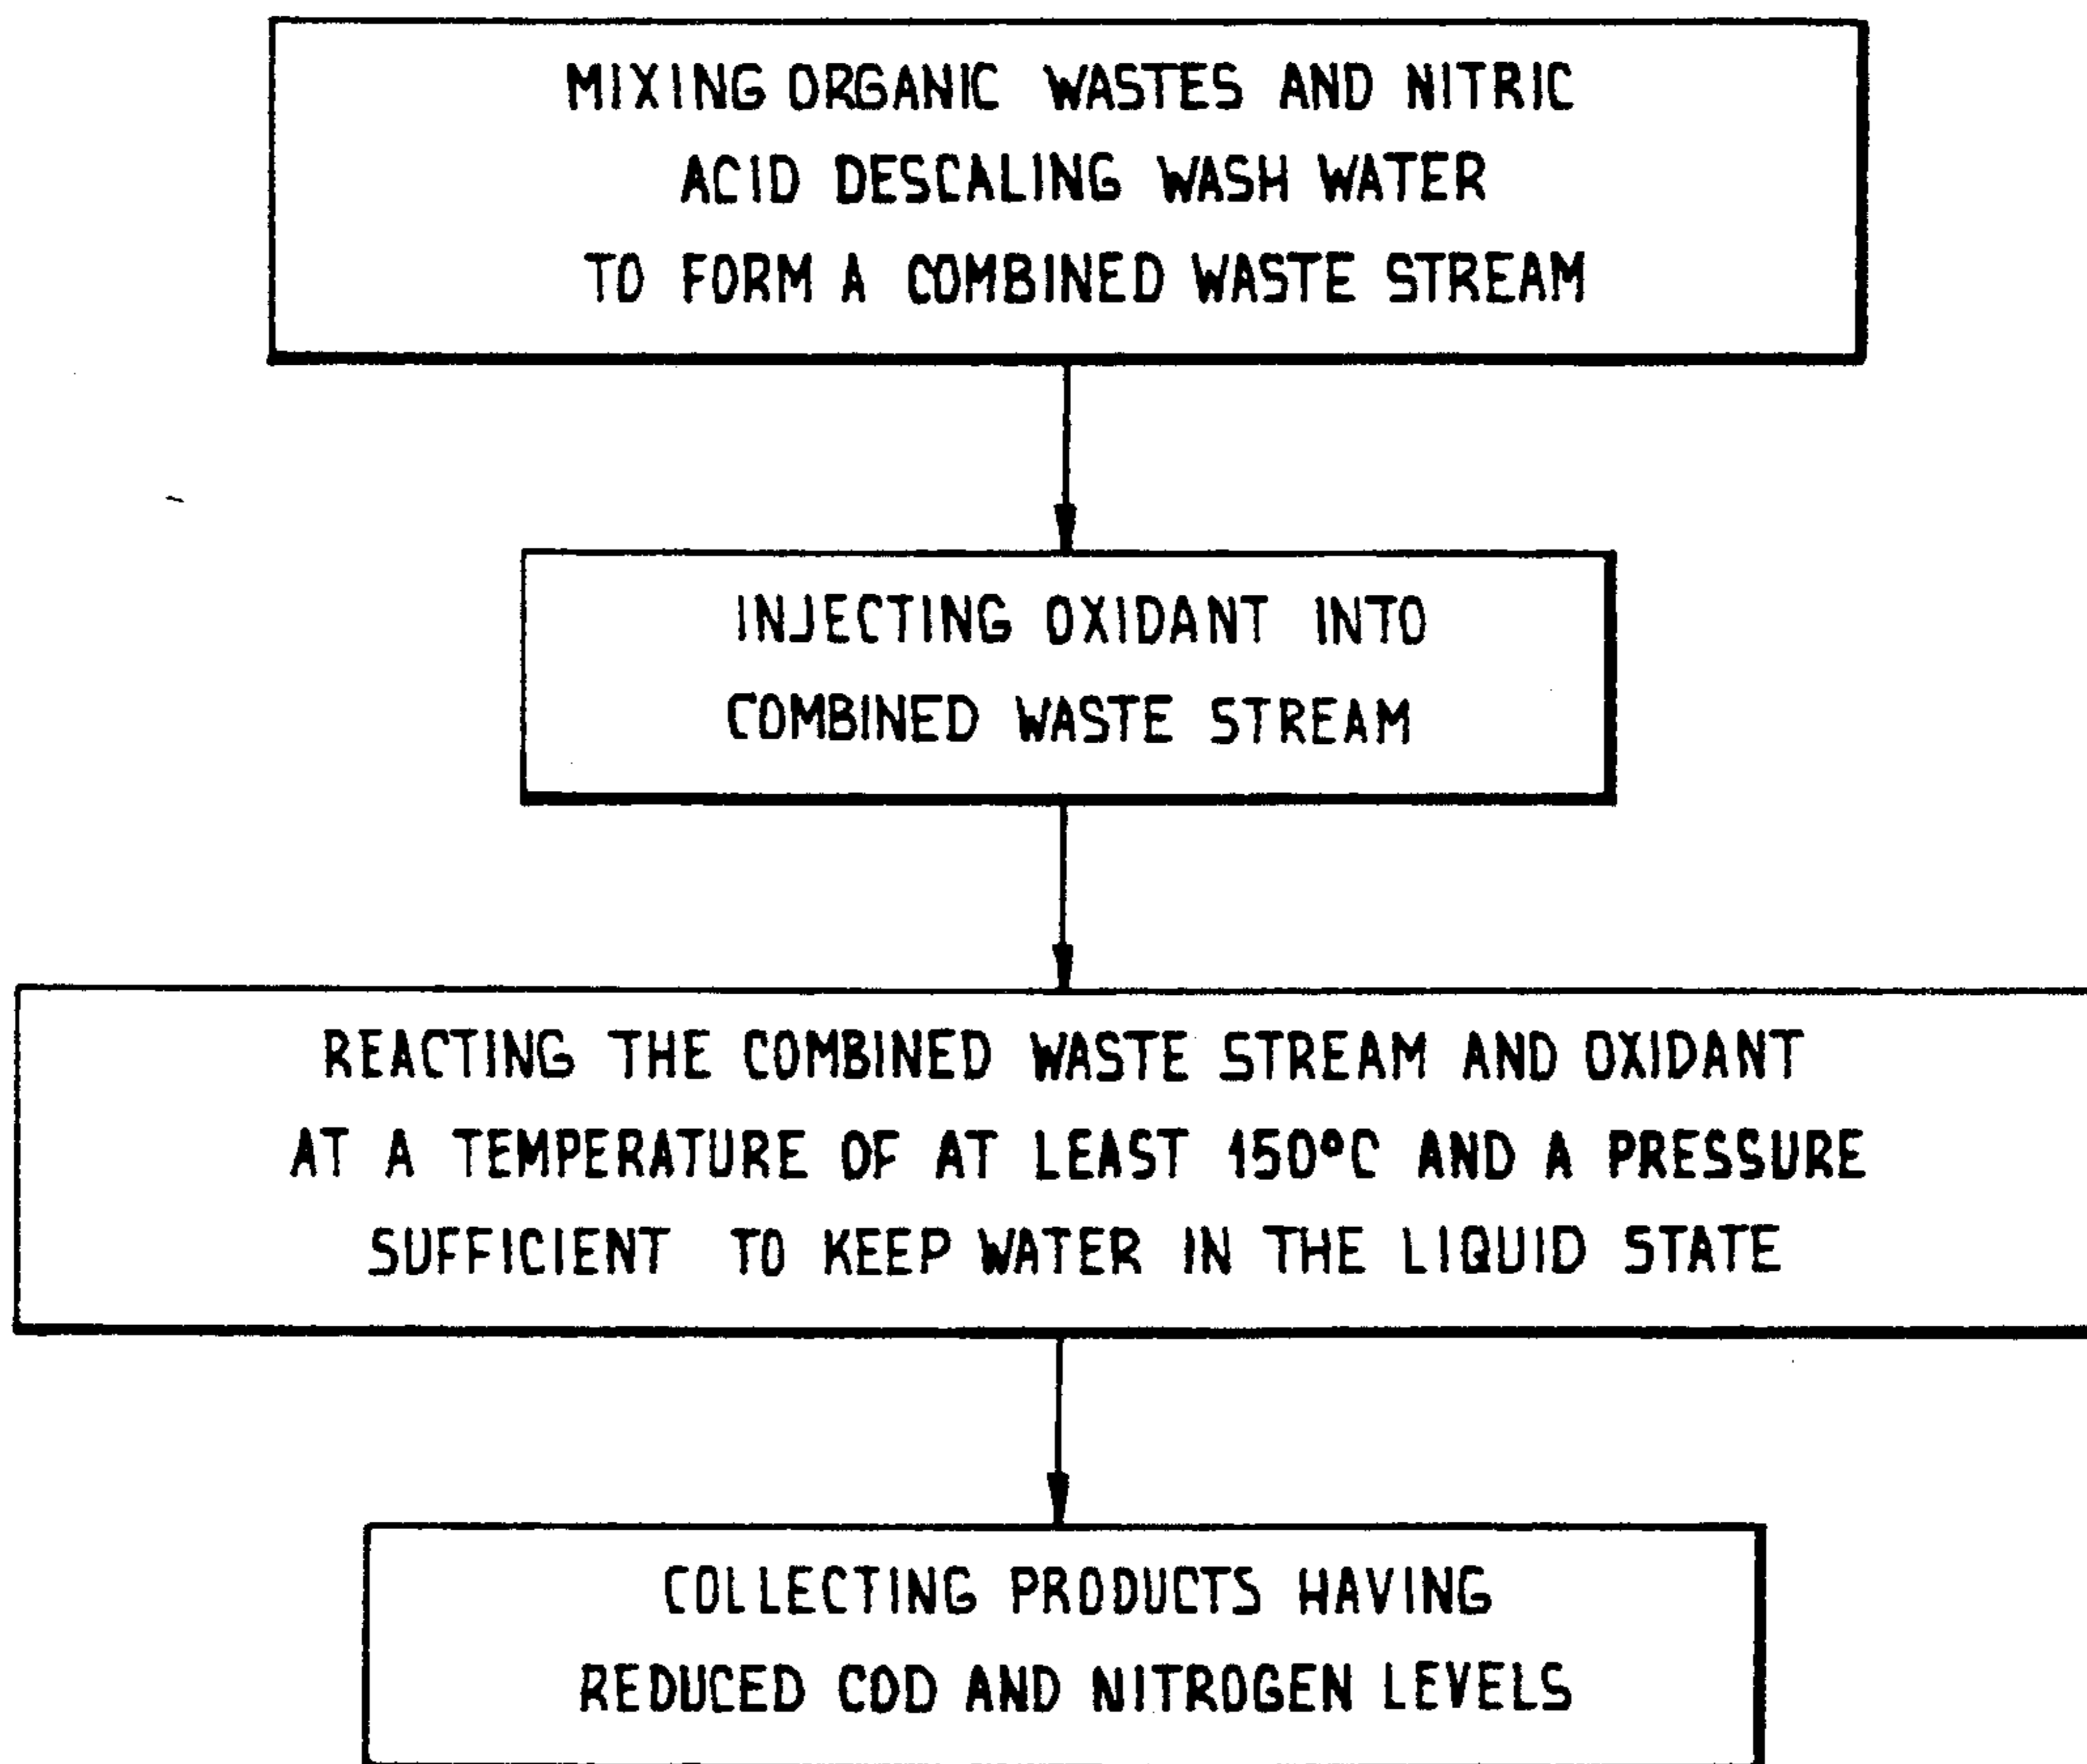 MIXING ORGANIC WASTES AND NITRIC
ACID DESCALING WASH WATER
TO FORM A COMBINED WASTE STREAM
INJECTING OXIDANT INTO
COMBINED WASTE STREAM
REACTING THE COMBINED WASTE STREAM AND OXIDANT
AT A TEMPERATURE OF AT LEAST 150°C AND A PRESSURE
SUFFICIENT TO KEEP WATER IN THE LIQUID STATE
COLLECTING PRODUCTS HAVING
REDUCED COD AND NITROGEN LEVELS